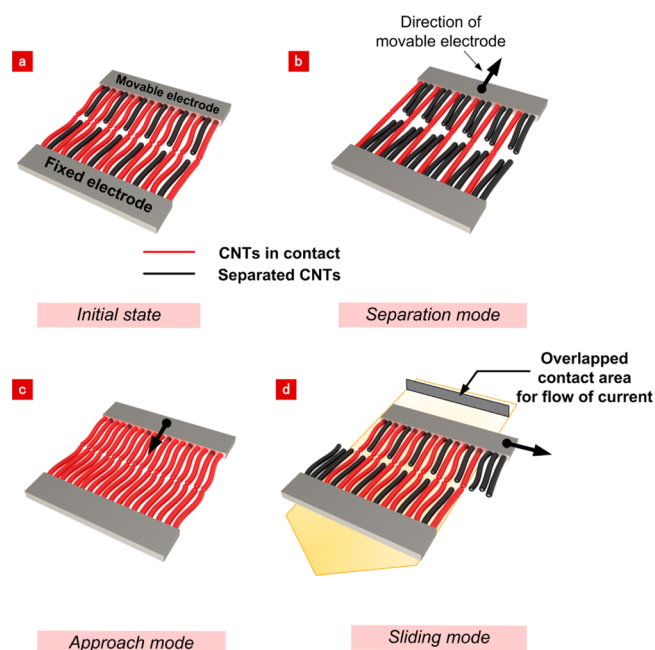 Direction of
movable electrode
a
b
Movable electrode
Fixed electrode
CNTs in contact
Separated CNTs
Initial state
Separation mode
c
d
Overlapped
contact area
for flow of current
Approach mode
Sliding mode